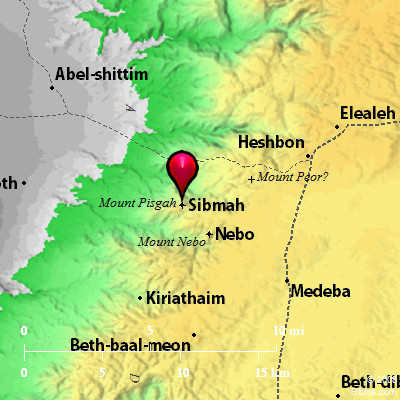 Abel-shittim
Elealeh
Heshbon
Mount Peor?
oth
Mount Pisgah
Sibmah
Mount Nebo
Nebo
Medeba
Kiriathaim
0 5 10 mi
Beth-baal-meon
0 5 10 15 km
Beth-dib